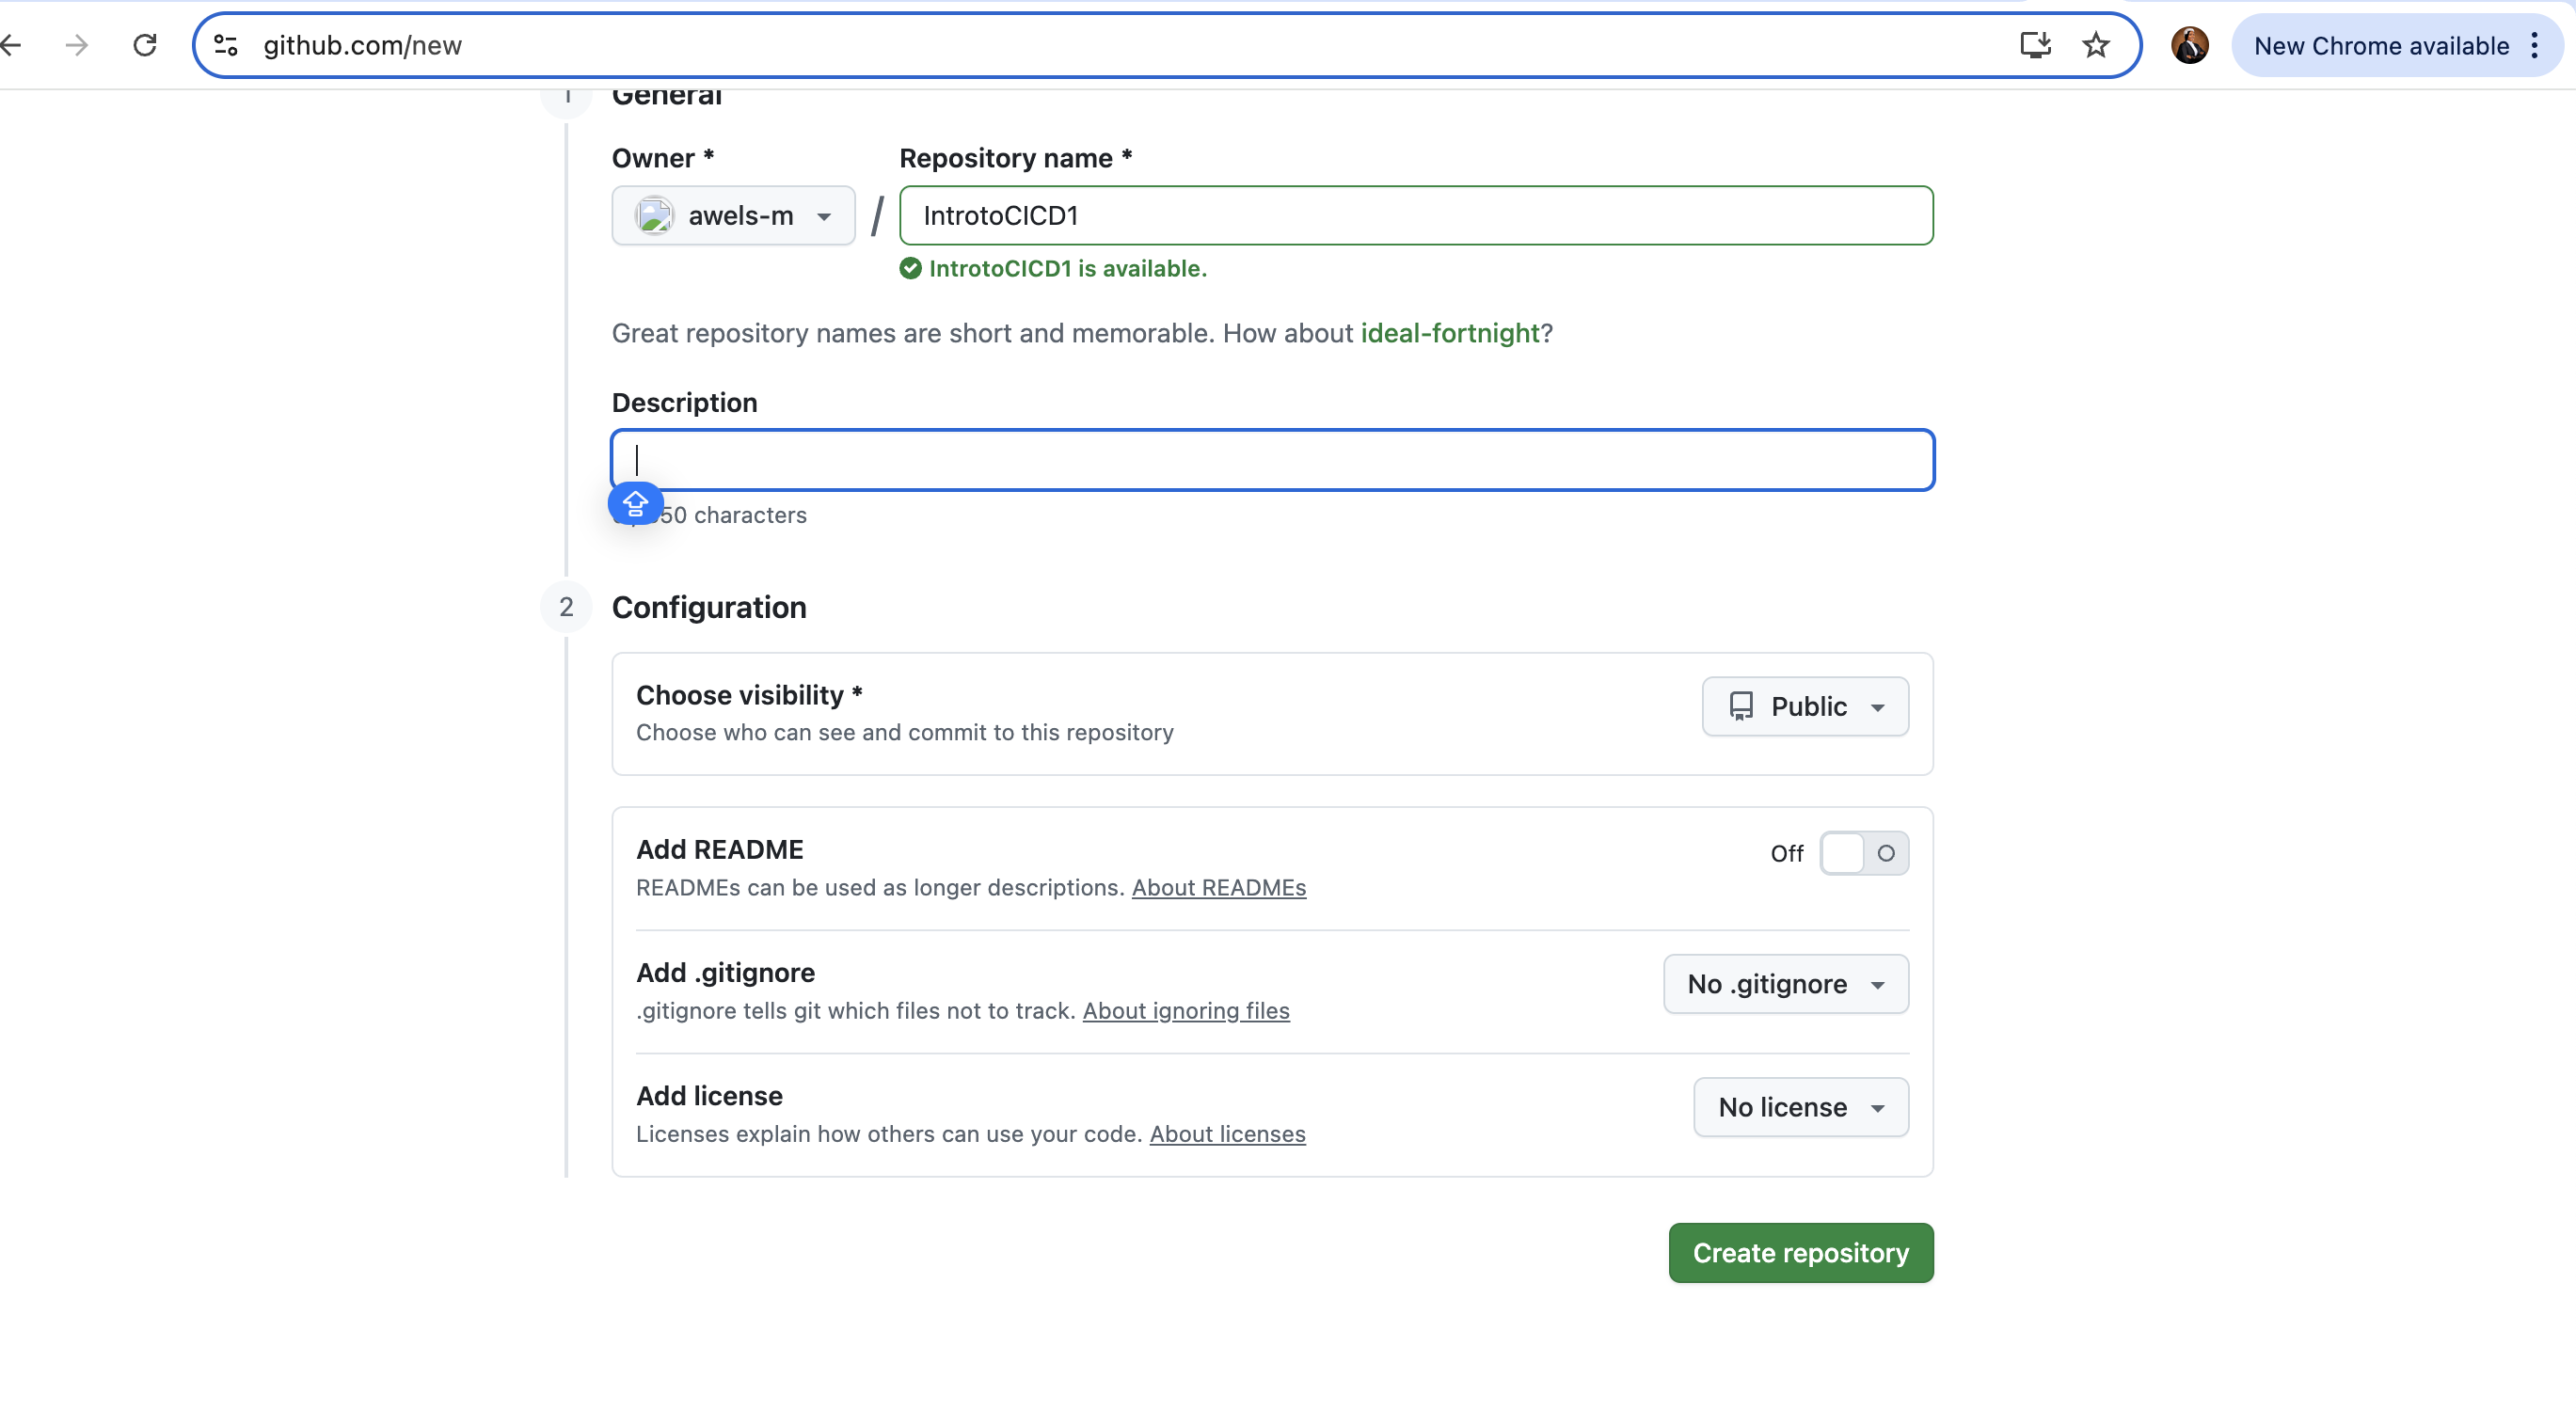 github.com/new
New Chrome available
1
General
Owner *
Repository name *
awels-m
/
IntrotoCICD1
IntrotoCICD1 is available.
Great repository names are short and memorable. How about ideal-fortnight?
Description
50 characters
2
Configuration
Choose visibility *
Public
Choose who can see and commit to this repository
Add README
Off
READMEs can be used as longer descriptions. About READMEs
Add .gitignore
No .gitignore
.gitignore tells git which files not to track. About ignoring files
Add license
No license
Licenses explain how others can use your code. About licenses
Create repository